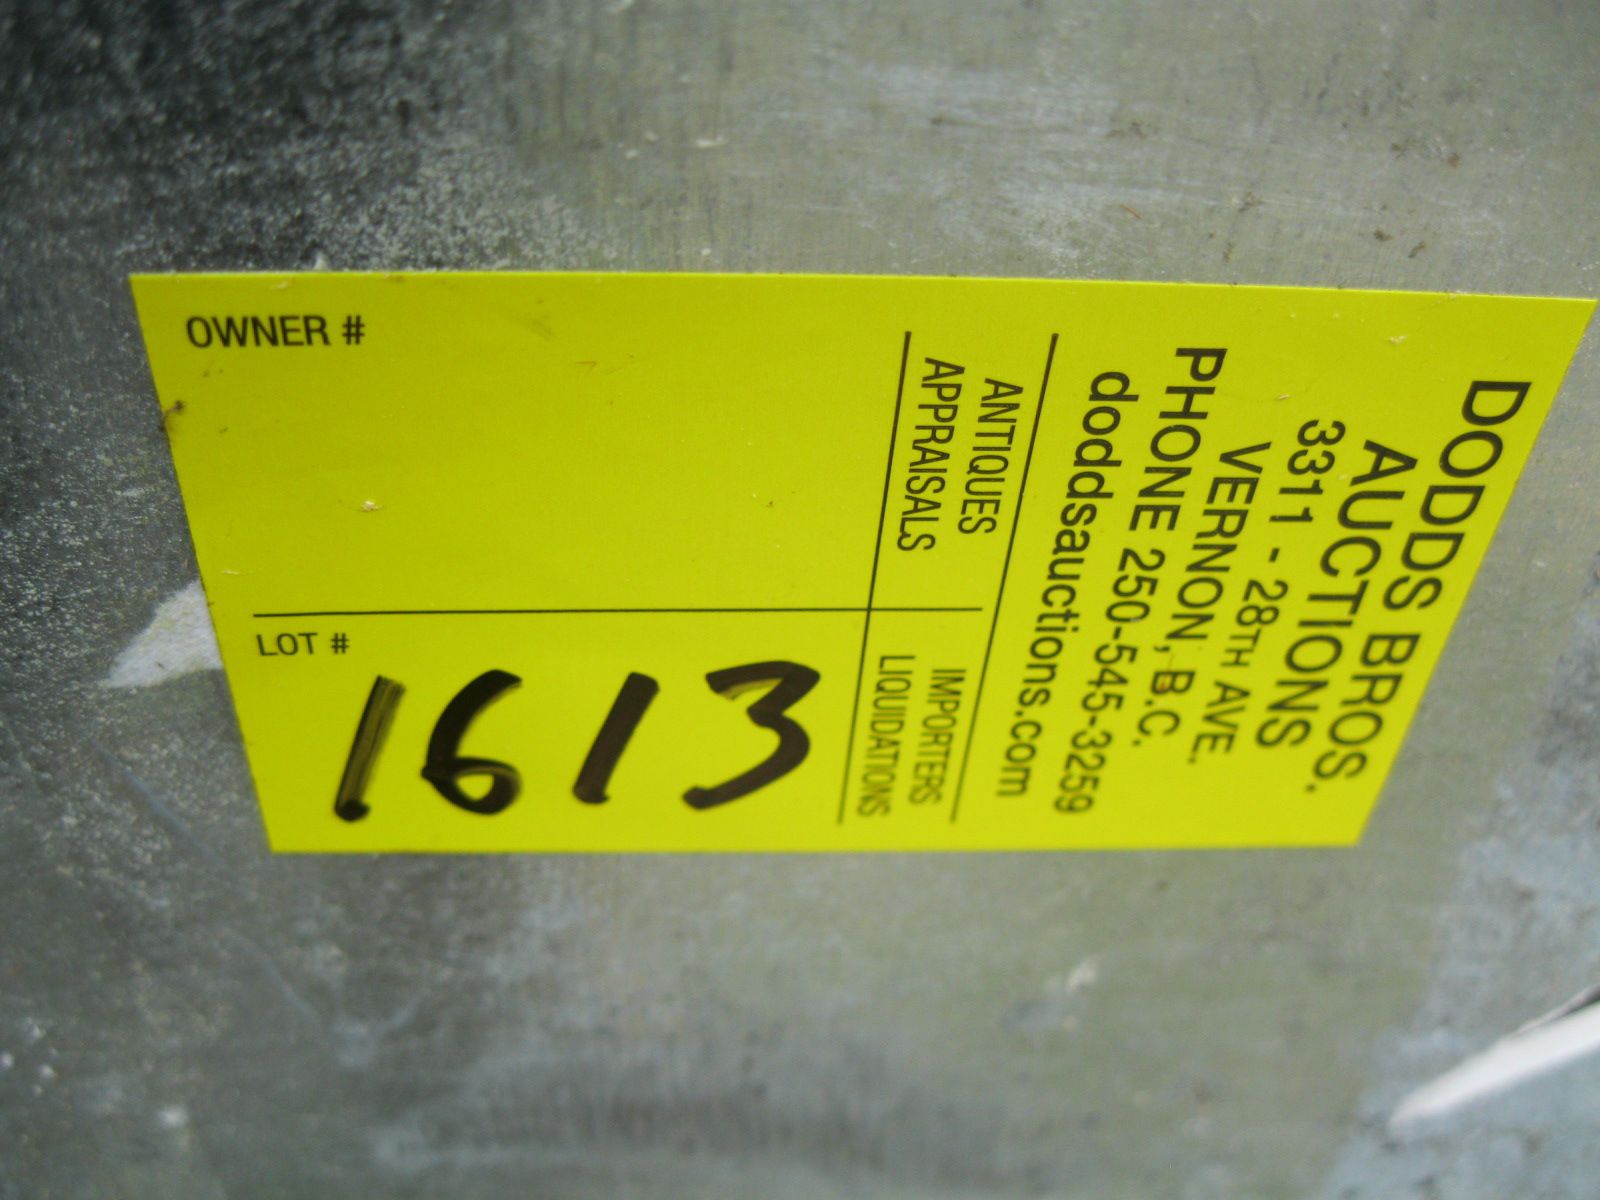 DODDS BROS.
AUCTIONS
3311 - 28TH AVE.
VERNON, B.C.
PHONE 250-545-3259
doddsauctions.com
ANTIQUES
APPRAISALS
IMPORTERS
LIQUIDATIONS
OWNER #
LOT #
1613